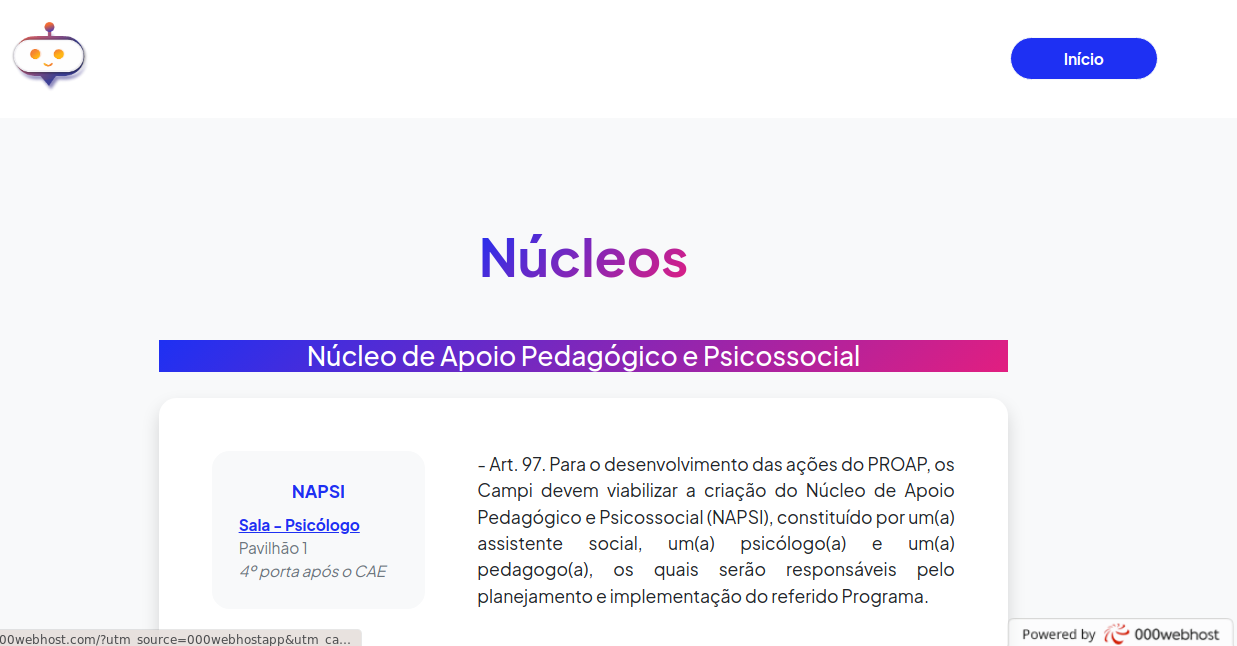 Início
Núcleos
Núcleo de Apoio Pedagógico e Psicossocial
NAPSI
Sala - Psicólogo
Pavilhão 1
4º porta após o CAE
- Art. 97. Para o desenvolvimento das ações do PROAP, os
Campi devem viabilizar a criação do Núcleo de Apoio
Pedagógico e Psicossocial (NAPSI), constituído por um(a)
assistente social, um(a) psicólogo(a) e um(a)
pedagogo(a), os quais serão responsáveis pelo
planejamento e implementação do referido Programa.
00webhost.com/?utm_source=000webhostapp&utm_ca...
Powered by 000webhost